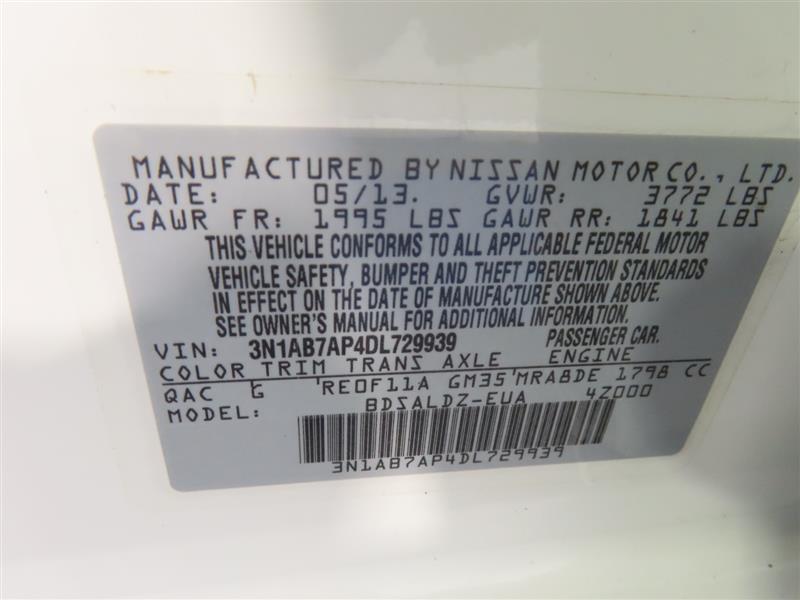 MANUFACTURED BY NISSAN MOTOR CO., LTD.
DATE: 05/13. GVWR: 3772 LBS
GAWR FR: 1995 LBS GAWR RR: 1841 LBS
THIS VEHICLE CONFORMS TO ALL APPLICABLE FEDERAL MOTOR
VEHICLE SAFETY, BUMPER AND THEFT PREVENTION STANDARDS
IN EFFECT ON THE DATE OF MANUFACTURE SHOWN ABOVE.
SEE OWNER'S MANUAL FOR ADDITIONAL INFORMATION.
VIN: 3N1AB7AP4DL729939 PASSENGER CAR.
COLOR TRIM TRANS AXLE ENGINE
QAC G RE0F11A GM35 MRA8DE 1798 CC
MODEL: BDSALDZ-EUA 4Z000
3N1AB7AP4DL729939